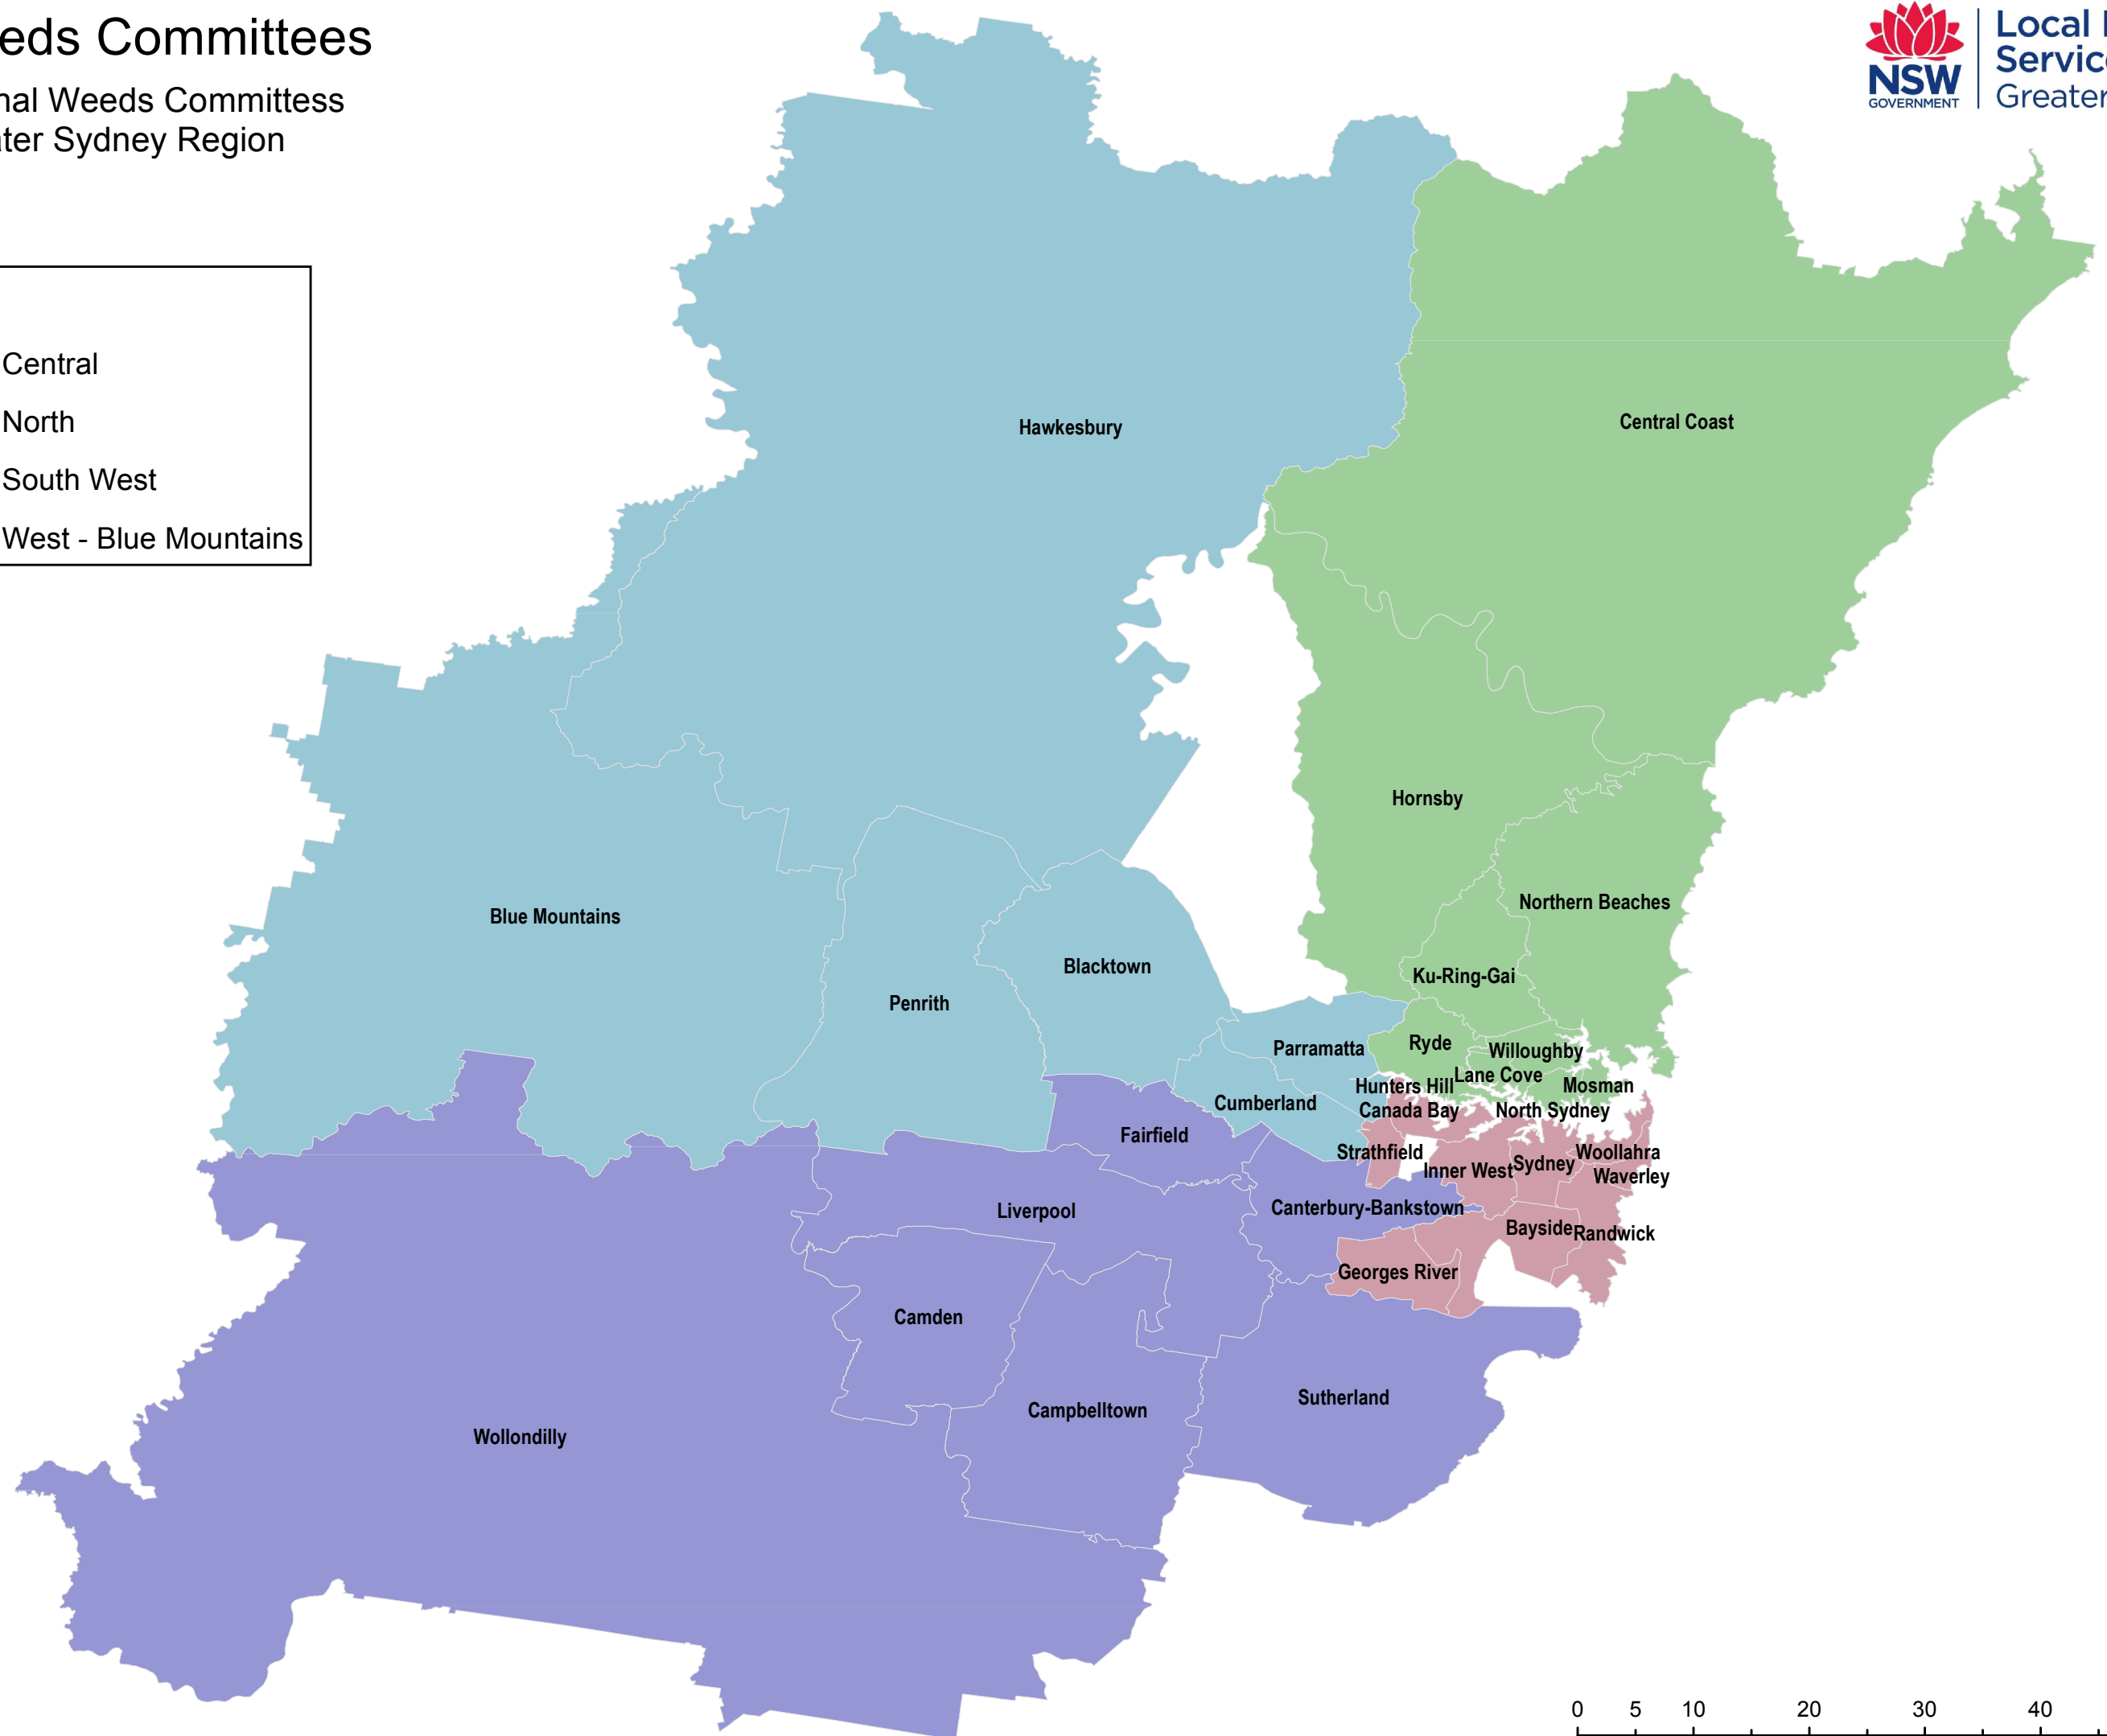 eds Committees
nal Weeds Committess
ater Sydney Region
Central
North
South West
West - Blue Mountains
NSW
GOVERNMENT
Local
Servic
Greater
Hawkesbury
Central Coast
Hornsby
Northern Beaches
Blue Mountains
Blacktown
Ku-Ring-Gai
Penrith
Parramatta
Ryde
Willoughby
Lane Cove
Hunters Hill
Mosman
Cumberland
Canada Bay
North Sydney
Fairfield
Strathfield
Woollahra
Inner West
Sydney
Waverley
Liverpool
Canterbury-Bankstown
Bayside
Randwick
Georges River
Camden
Sutherland
Campbelltown
Wollondilly
0 5 10 20 30 40